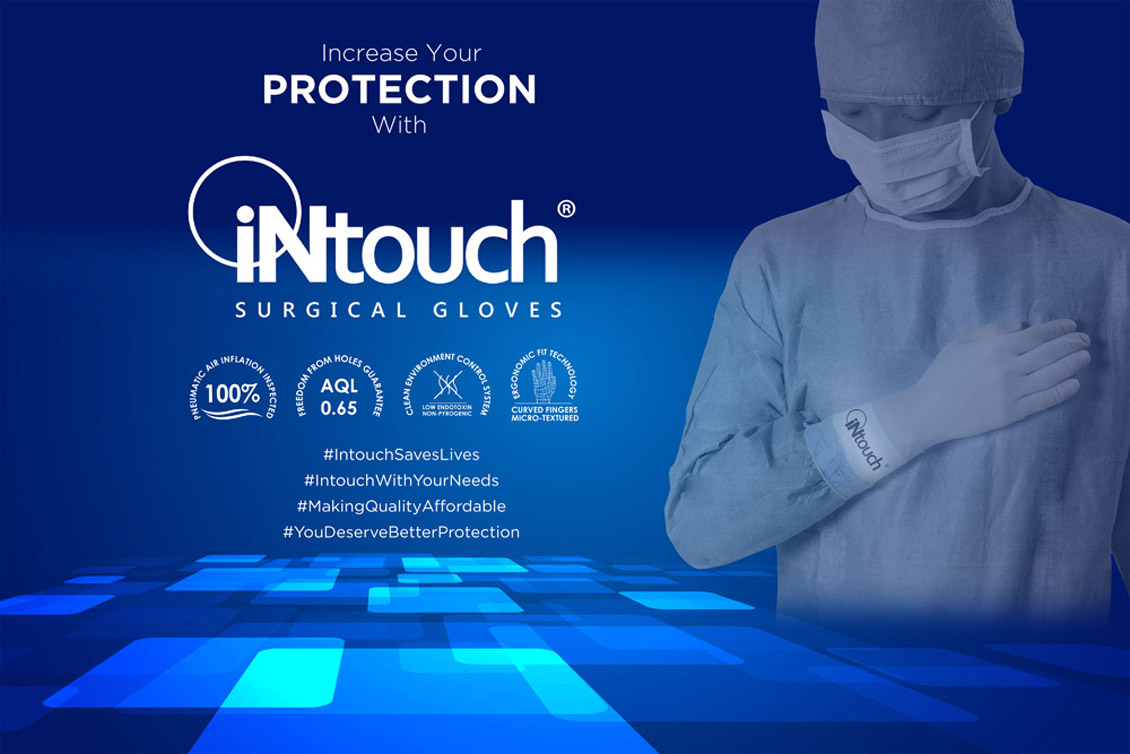 Increase Your
PROTECTION
With
iNtouch®
SURGICAL GLOVES
PNEUMATIC AIR INFLATION INSPECTED
100%
FREEDOM FROM HOLES GUARANTEE
AQL
0.65
CLEAN ENVIRONMENT CONTROL SYSTEM
LOW ENDOTOXIN
NON-PYROGENIC
ERGONOMIC FIT TECHNOLOGY
CURVED FINGERS
MICRO-TEXTURED
#IntouchSavesLives
#IntouchWithYourNeeds
#MakingQualityAffordable
#YouDeserveBetterProtection
iNtouch